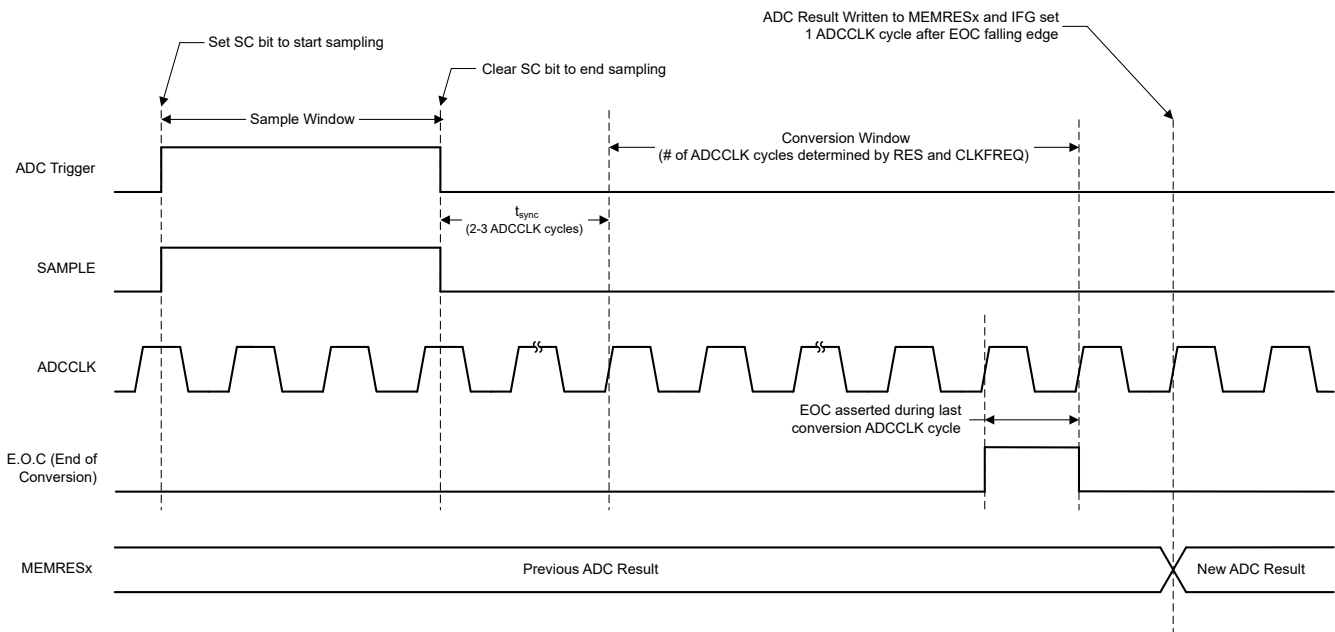 ADC Result Written to MEMRESx and IFG set
1 ADCCLK cycle after EOC falling edge
Set SC bit to start sampling
Clear SC bit to end sampling
Sample Window
Conversion Window
(# of ADCCLK cycles determined by RES and CLKFREQ)
ADC Trigger
tsync
(2-3 ADCCLK cycles)
SAMPLE
ADCCLK
EOC asserted during last
conversion ADCCLK cycle
E.O.C (End of
Conversion)
MEMRESx
Previous ADC Result
New ADC Result